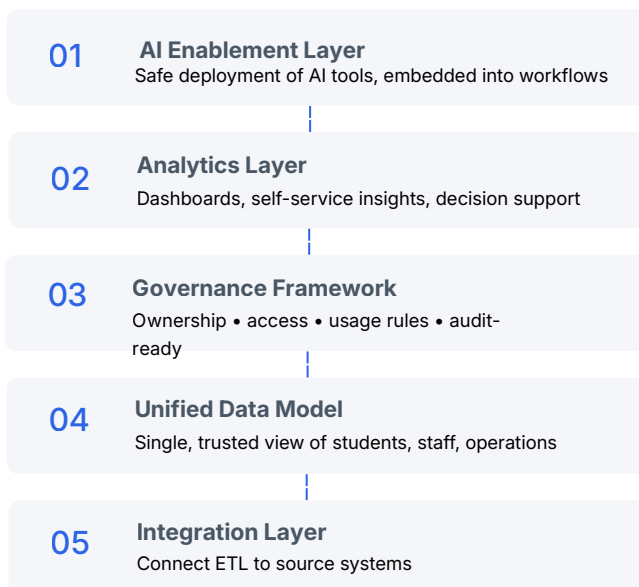 01
AI Enablement Layer
Safe deployment of AI tools, embedded into workflows
02
Analytics Layer
Dashboards, self-service insights, decision support
03
Governance Framework
Ownership • access • usage rules • audit-
ready
04
Unified Data Model
Single, trusted view of students, staff, operations
05
Integration Layer
Connect ETL to source systems